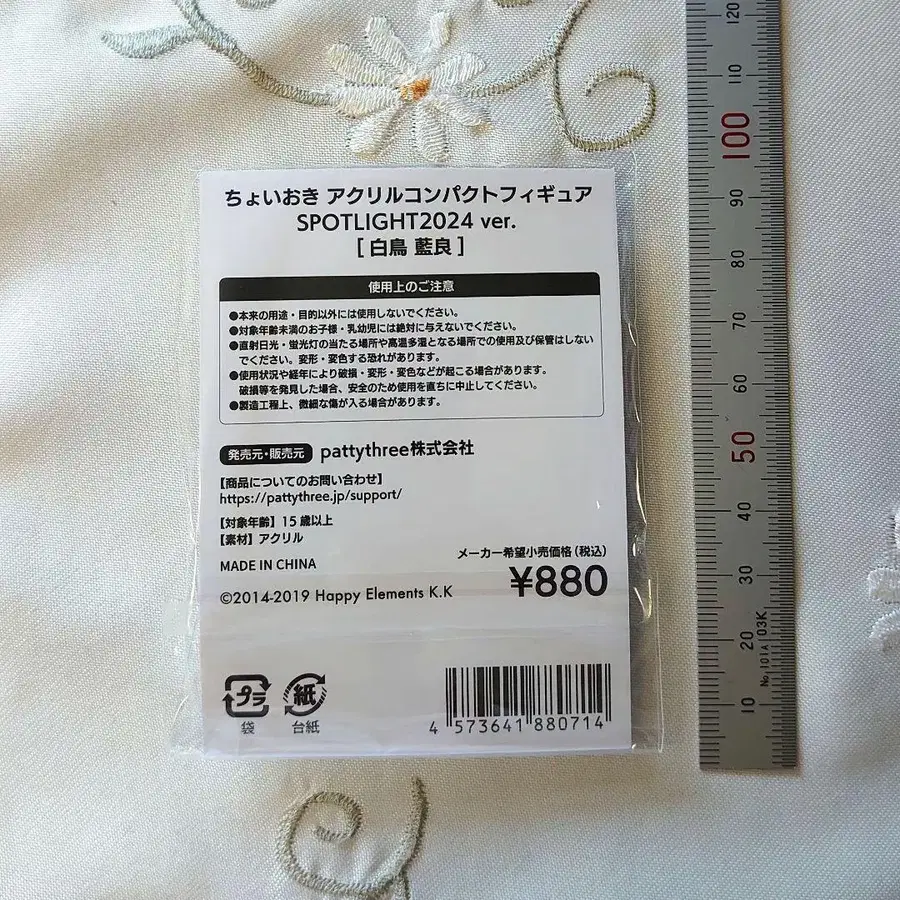 ちょいおき アクリルコンパクトフィギュア
SPOTLIGHT2024 ver.
[ 白鳥 藍良 ]
使用上のご注意
●本来の用途・目的以外には使用しないでください。
●対象年齢未満のお子様・乳幼児には絶対に与えないでください。
●直射日光・蛍光灯の当たる場所や高温多湿となる場所での使用及び保管はしない
でください。変形・変色する恐れがあります。
●使用状況や経年により破損・変形・変色などが起こる場合があります。
破損等を発見した場合、安全のため使用を直ちに中止してください。
●製造工程上、微細な傷が入る場合があります。
発売元・販売元 pattythree株式会社
【商品についてのお問い合わせ】
https://pattythree.jp/support/
【対象年齢】15歳以上
【素材】アクリル
MADE IN CHINA
メーカー希望小売価格(税込)
¥880
©2014-2019 Happy Elements K.K
プラ
袋
紙
台紙
4 573641 880714
120
110
100
90
80
70
60
50
40
30
20
10
No.101A 03K